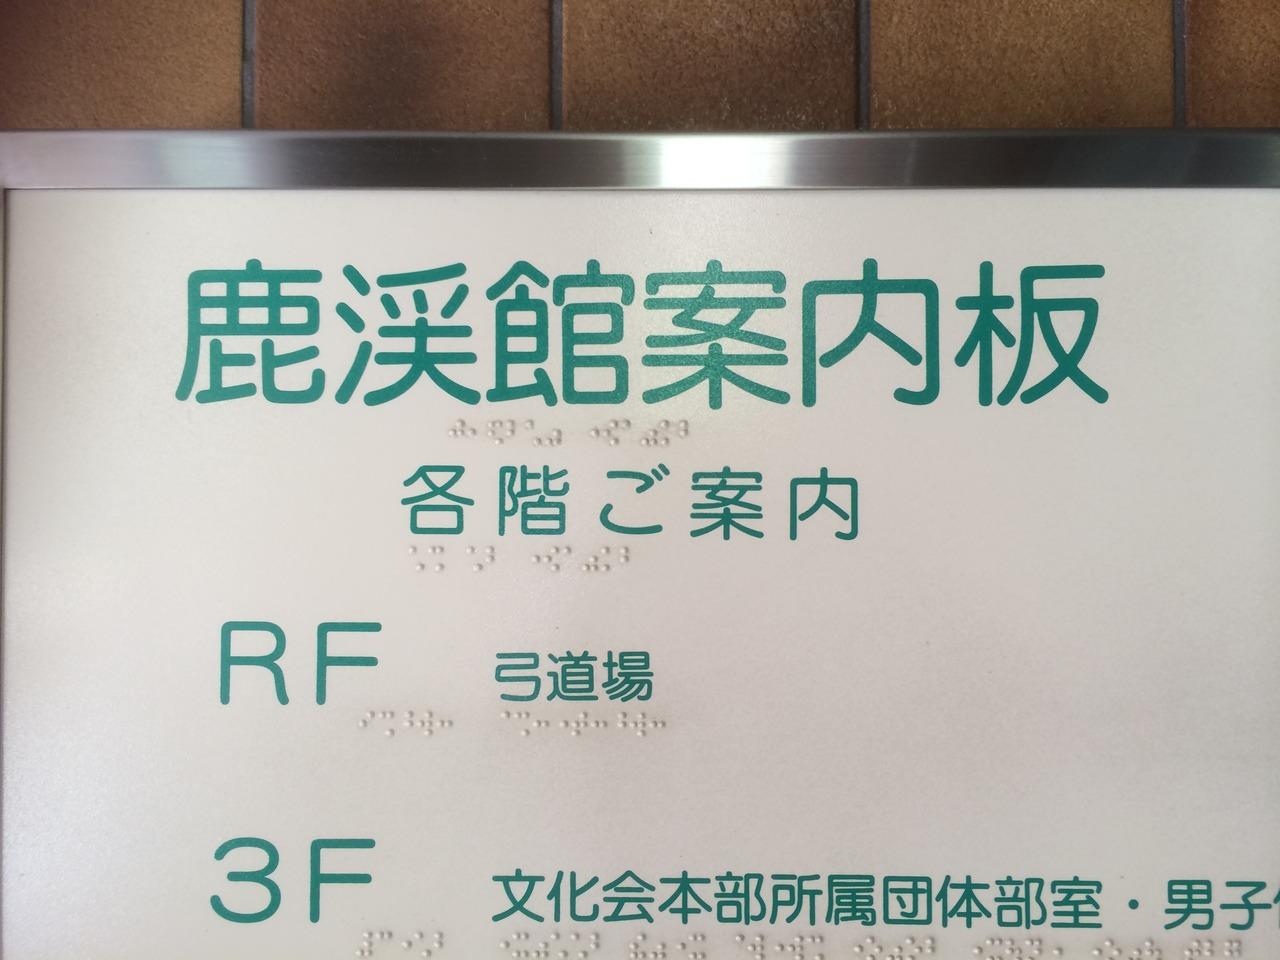 鹿渓館案内板
各階ご案内
RF 弓道場
3F 文化会本部所属団体部室・男子